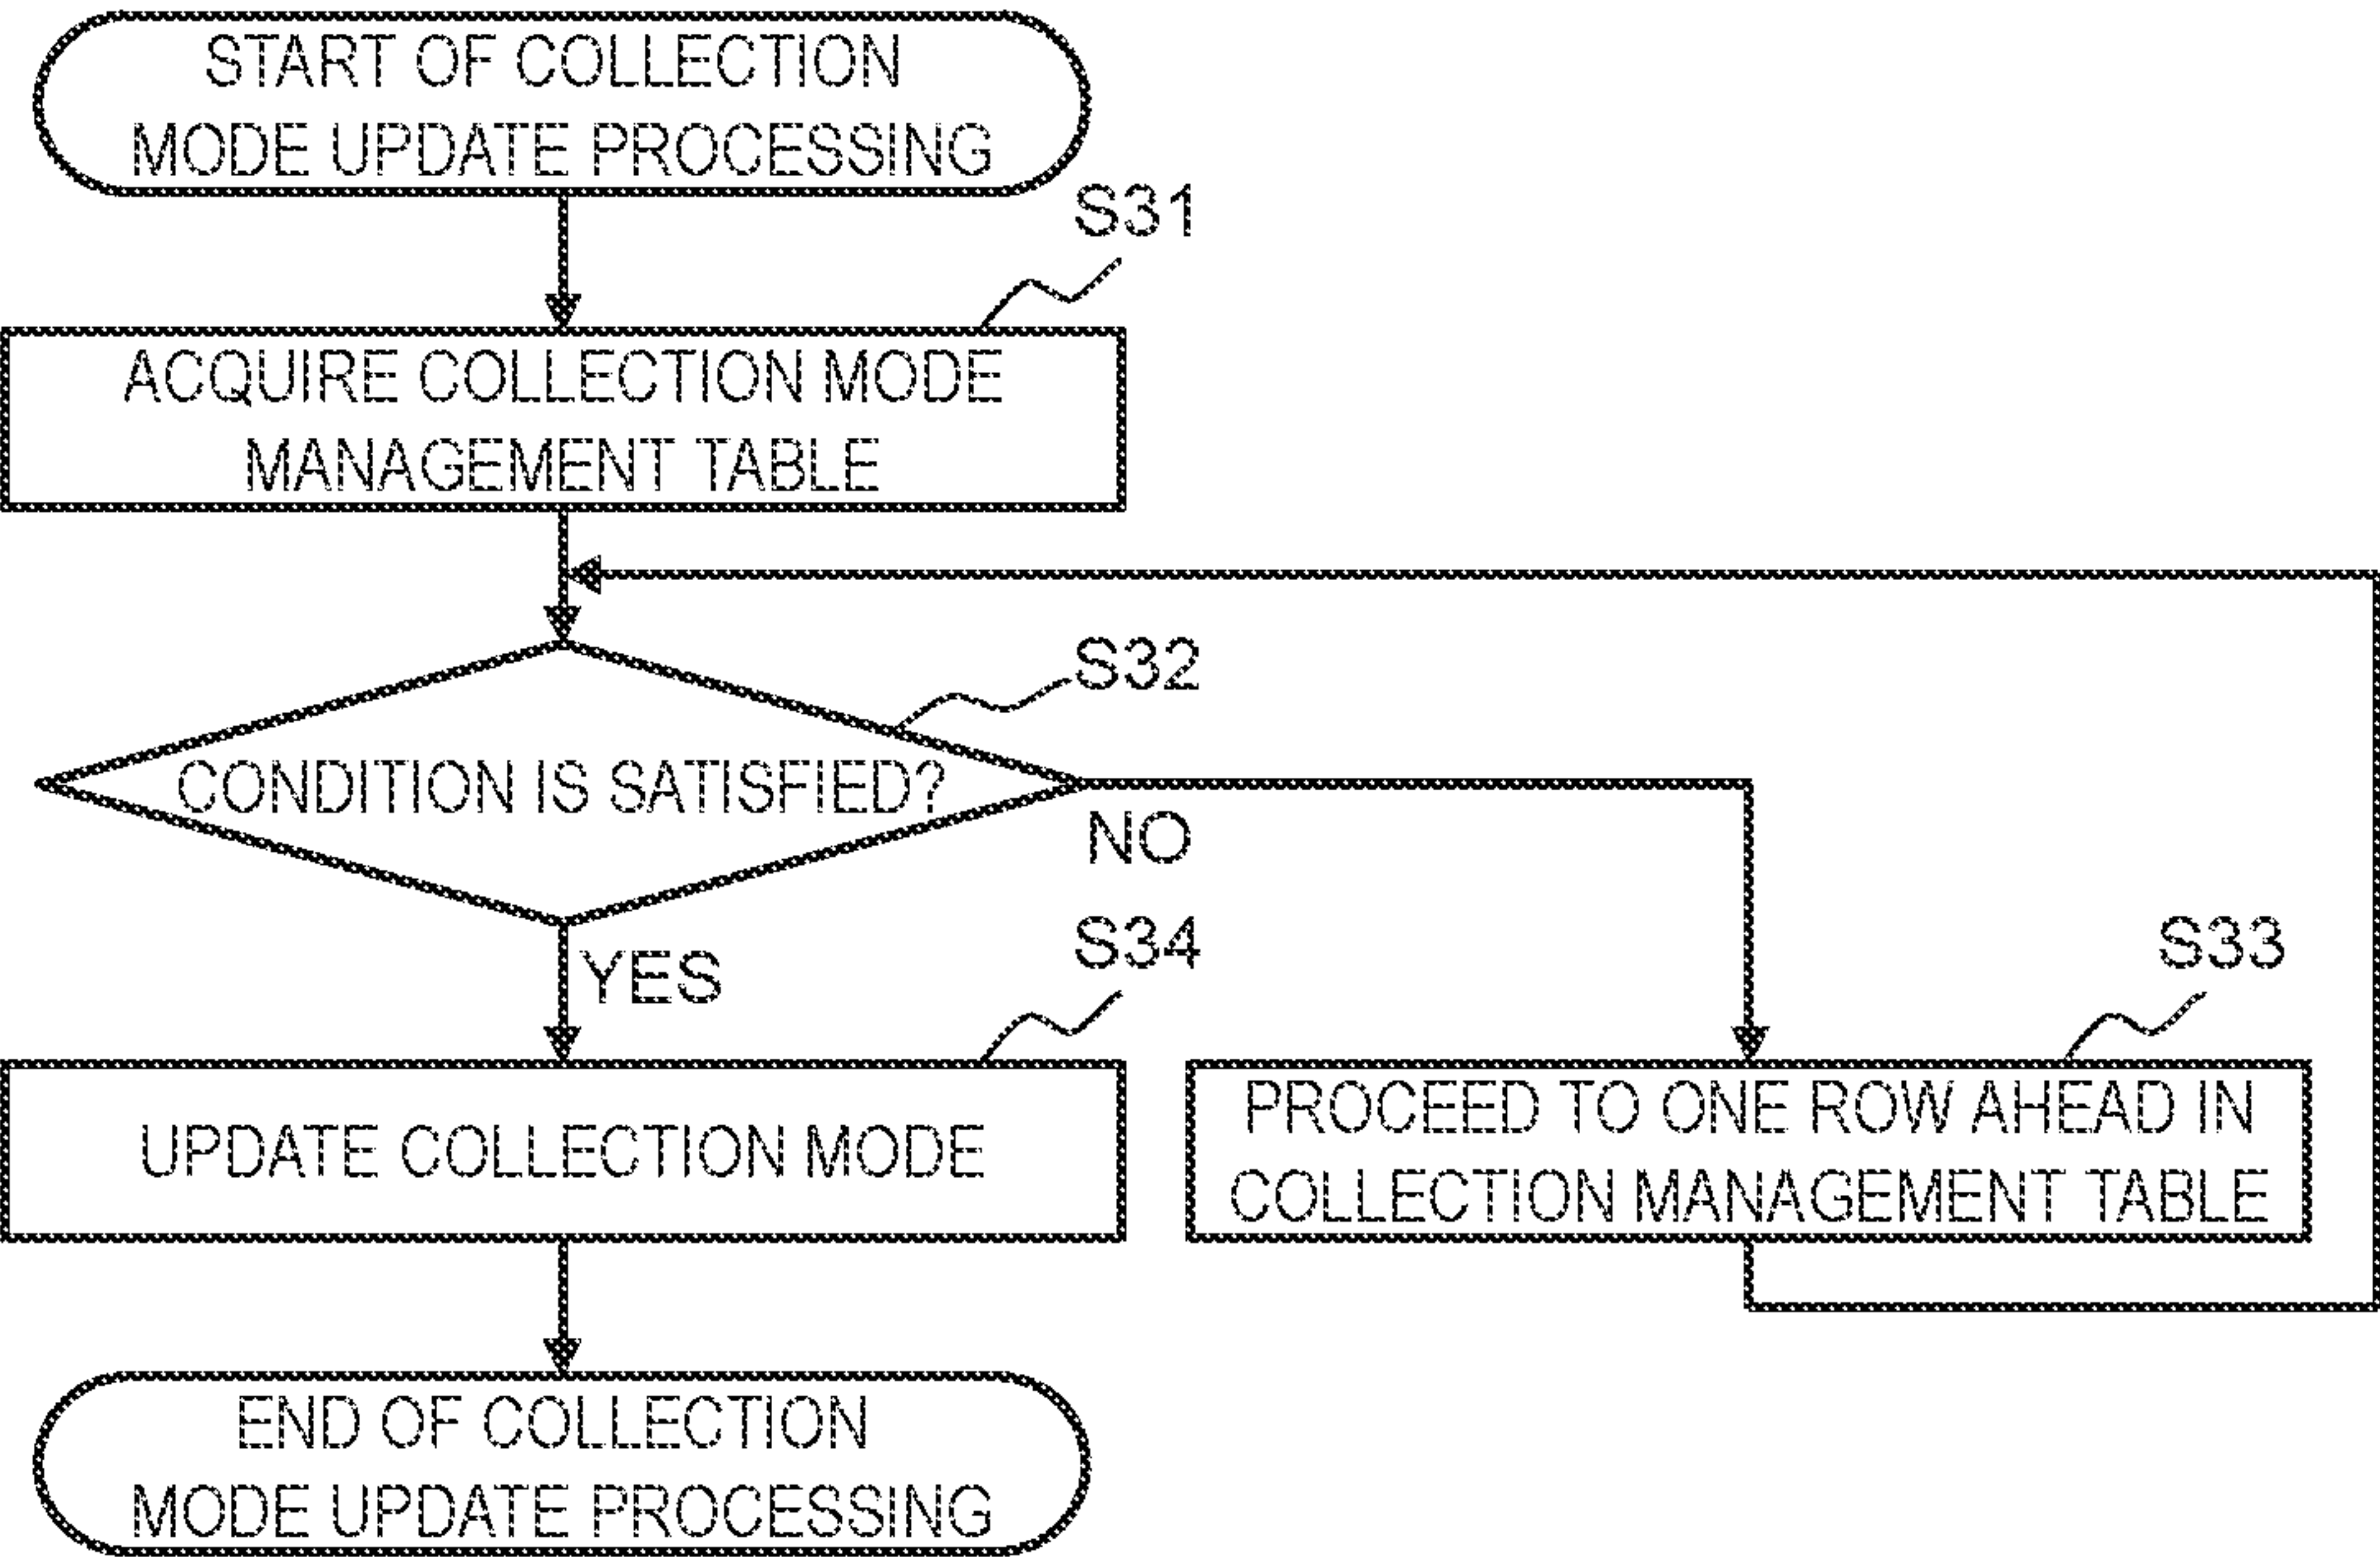 START OF COLLECTION
MODE UPDATE PROCESSING
S31
ACQUIRE COLLECTION MODE
MANAGEMENT TABLE
S32
CONDITION IS SATISFIED?
NO
YES
S34
S33
UPDATE COLLECTION MODE
PROCEED TO ONE ROW AHEAD IN
COLLECTION MANAGEMENT TABLE
END OF COLLECTION
MODE UPDATE PROCESSING